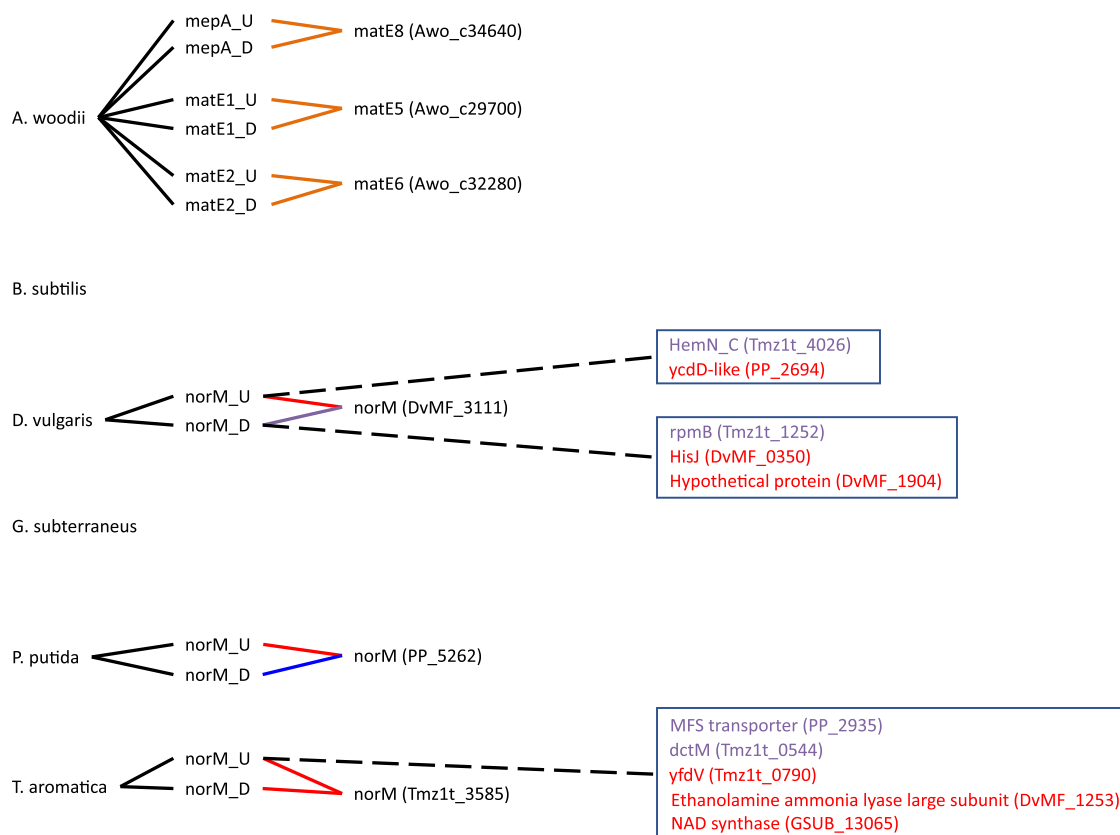 mepA_U
mepA_D
matE8 (Awo_c34640)
A. woodii
matE1_U
matE1_D
matE5 (Awo_c29700)
matE2_U
matE2_D
matE6 (Awo_c32280)
B. subtilis
D. vulgaris
norM_U
norM_D
norM (DvMF_3111)
HemN_C (Tmz1t_4026)
ycdD-like (PP_2694)
rpmB (Tmz1t_1252)
HisJ (DvMF_0350)
Hypothetical protein (DvMF_1904)
G. subterraneus
P. putida
norM_U
norM_D
norM (PP_5262)
T. aromatica
norM_U
norM_D
norM (Tmz1t_3585)
MFS transporter (PP_2935)
dctM (Tmz1t_0544)
yfdV (Tmz1t_0790)
Ethanolamine ammonia lyase large subunit (DvMF_1253)
NAD synthase (GSUB_13065)